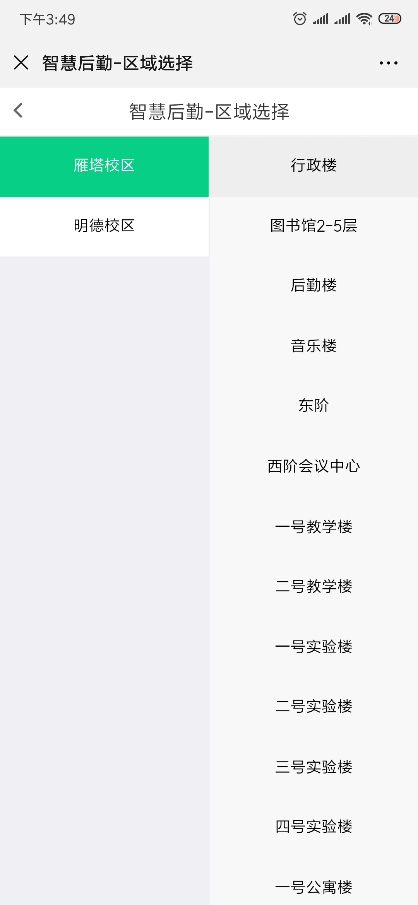 下午3:49
24
智慧后勤-区域选择
智慧后勤-区域选择
雁塔校区
明德校区
行政楼
图书馆2-5层
后勤楼
音乐楼
东阶
西阶会议中心
一号教学楼
二号教学楼
一号实验楼
二号实验楼
三号实验楼
四号实验楼
一号公寓楼